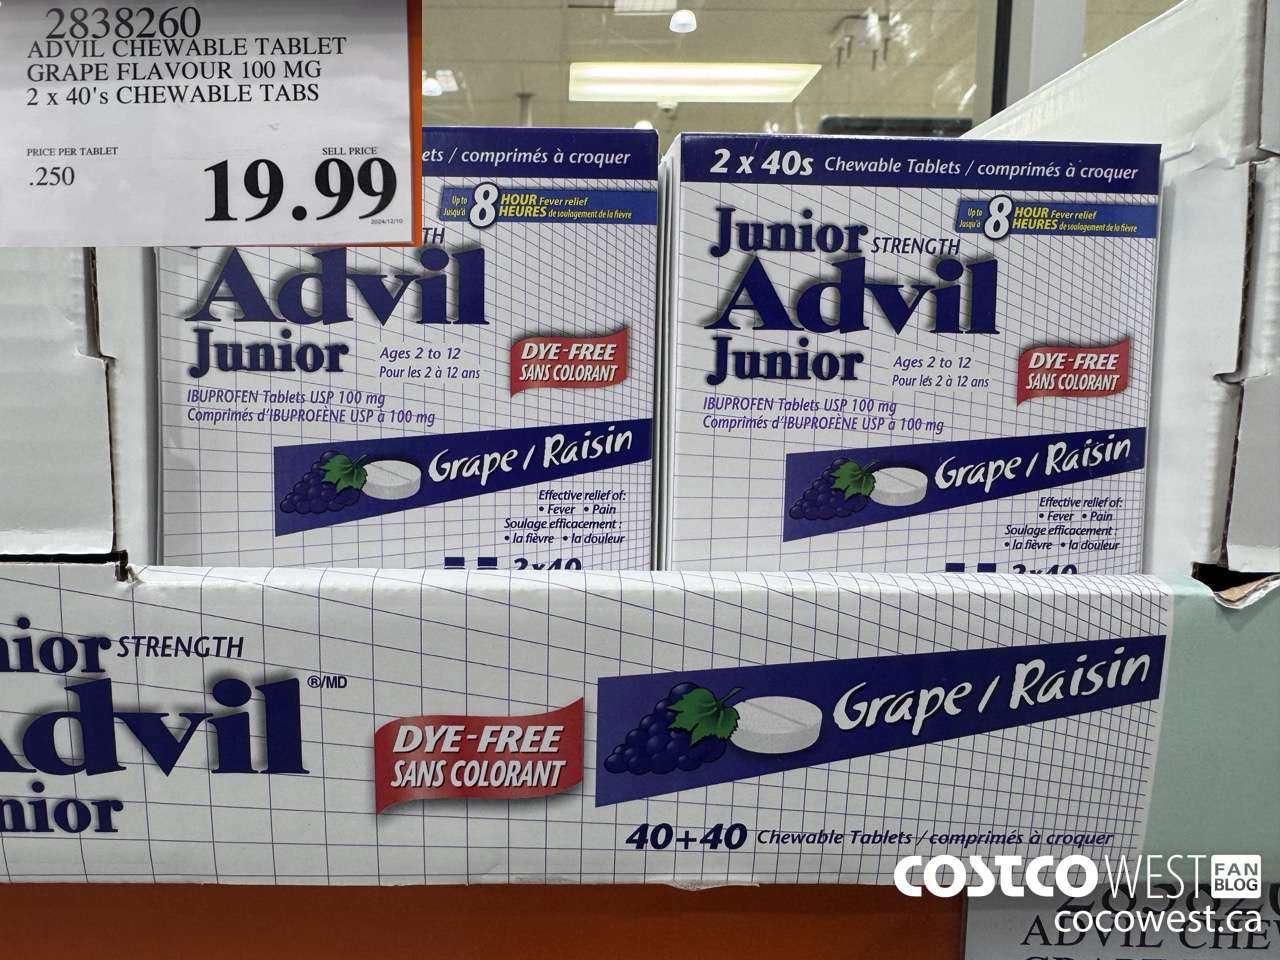 2838260
ADVIL CHEWABLE TABLET
GRAPE FLAVOUR 100 MG
2 x 40's CHEWABLE TABS
PRICE PER TABLET
.250
SELL PRICE
19.99
2024/12/10
ets / comprimés à croquer
Up to
Jusqu'à
8
HOUR Fever relief
HEURES de soulagement de la fièvre
TH
Advil
Junior
Ages 2 to 12
Pour les 2 à 12 ans
DYE-FREE
SANS COLORANT
IBUPROFEN Tablets USP 100 mg
Comprimés d'IBUPROFÈNE USP à 100 mg
Grape / Raisin
Effective relief of:
• Fever • Pain
Soulage efficacement :
• la fièvre • la douleur
2x40
2 x 40s Chewable Tablets / comprimés à croquer
Up to
Jusqu'à
8
HOUR Fever relief
HEURES de soulagement de la fièvre
Junior STRENGTH
Advil
Junior
Ages 2 to 12
Pour les 2 à 12 ans
DYE-FREE
SANS COLORANT
IBUPROFEN Tablets USP 100 mg
Comprimés d'IBUPROFÈNE USP à 100 mg
Grape / Raisin
Effective relief of:
• Fever • Pain
Soulage efficacement :
• la fièvre • la douleur
2x40
nior STRENGTH
Advil ®/MD
nior
DYE-FREE
SANS COLORANT
Grape / Raisin
40+40 Chewable Tablets / comprimés à croquer
COSTCO WEST FAN BLOG
cocowest.ca
283820
ADVIL CHE